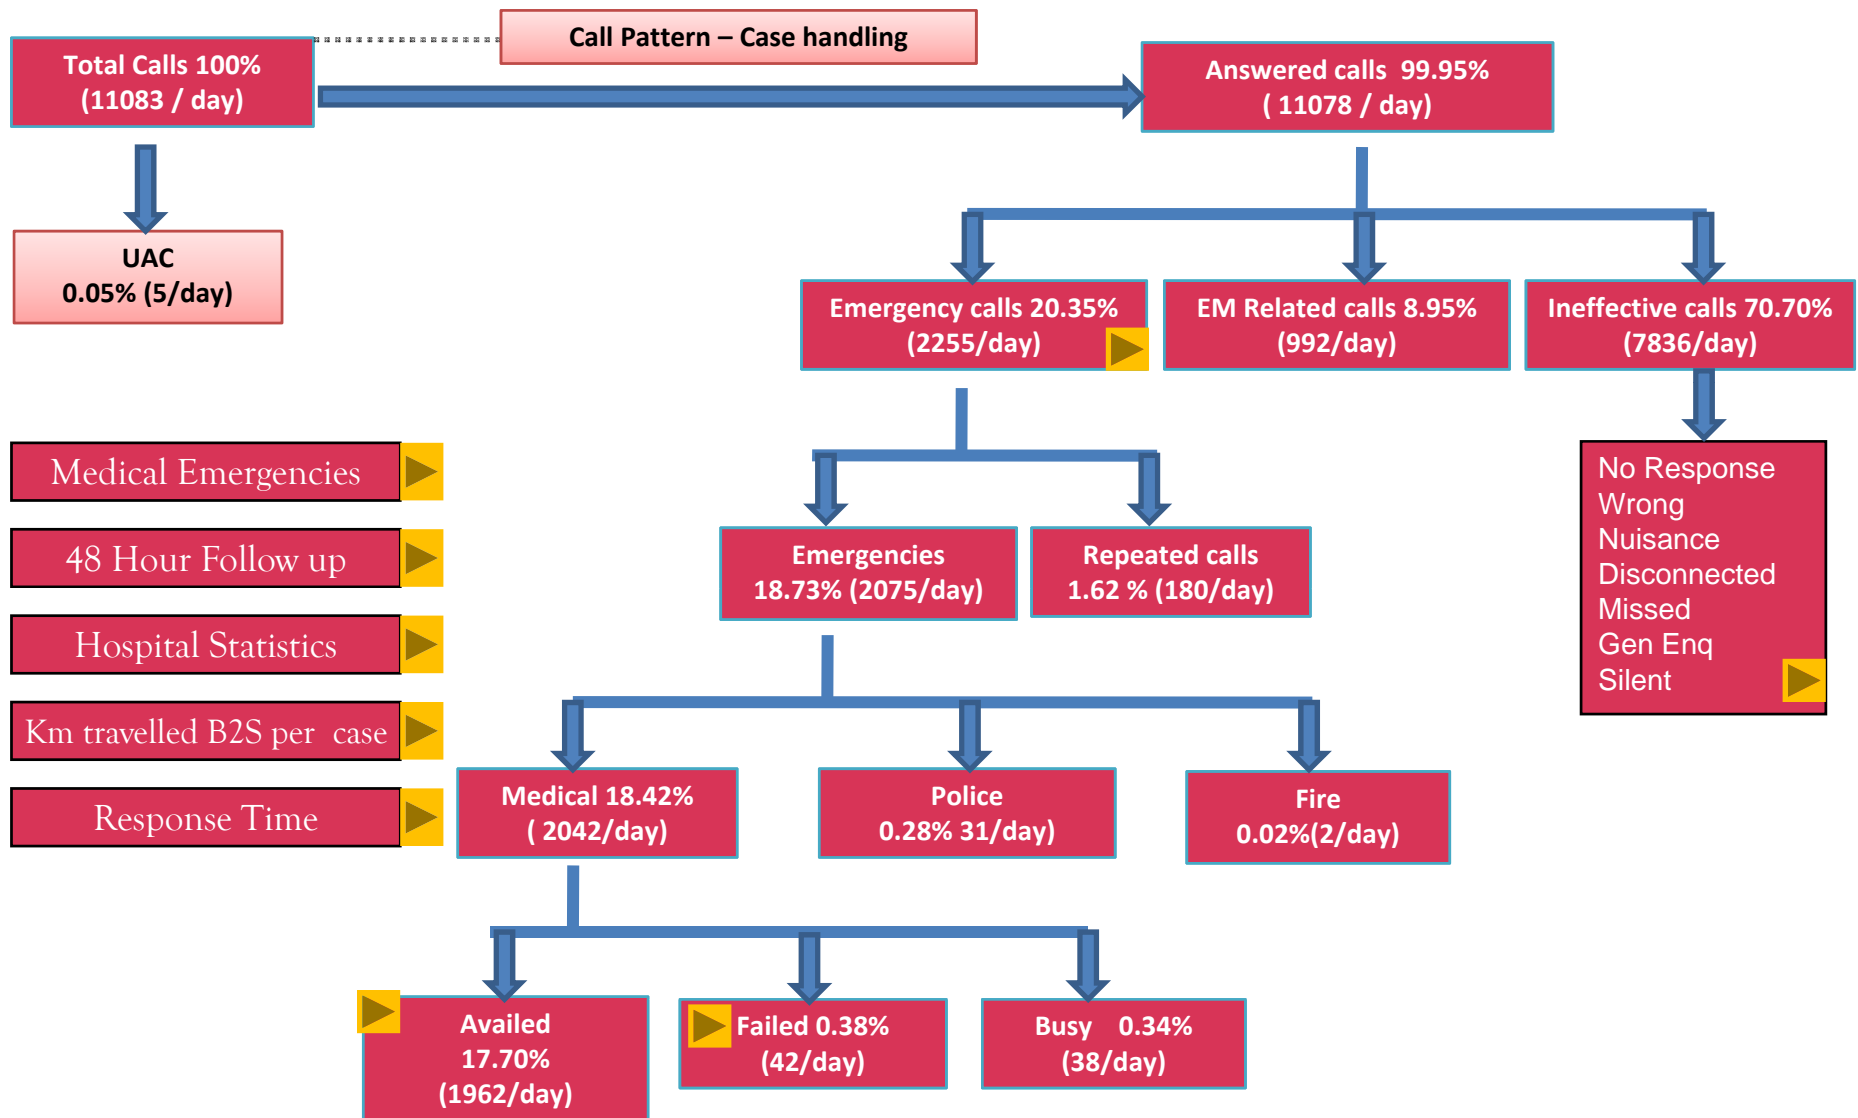 Call Pattern – Case handling
Total Calls 100%
(11083 / day)
Answered calls 99.95%
( 11078 / day)
UAC
0.05% (5/day)
Emergency calls 20.35%
(2255/day)
EM Related calls 8.95%
(992/day)
Ineffective calls 70.70%
(7836/day)
No Response
Wrong
Nuisance
Disconnected
Missed
Gen Enq
Silent
Medical Emergencies
48 Hour Follow up
Hospital Statistics
Km travelled B2S per case
Response Time
Emergencies
18.73% (2075/day)
Repeated calls
1.62 % (180/day)
Medical 18.42%
( 2042/day)
Police
0.28% 31/day)
Fire
0.02%(2/day)
Availed
17.70%
(1962/day)
Failed 0.38%
(42/day)
Busy 0.34%
(38/day)